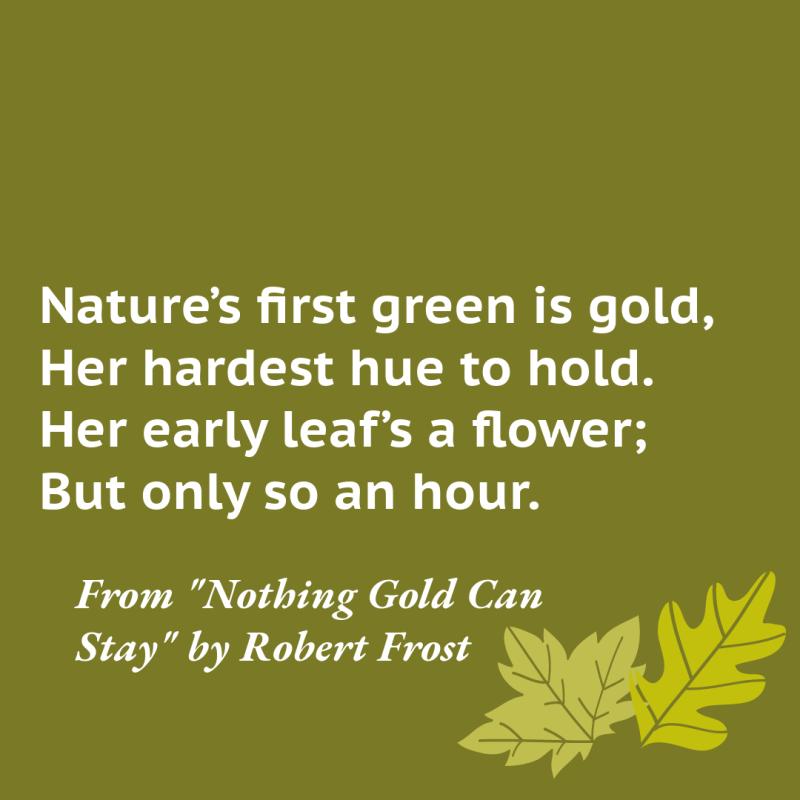 Nature’s first green is gold,
Her hardest hue to hold.
Her early leaf’s a flower;
But only so an hour.
From "Nothing Gold Can
Stay" by Robert Frost